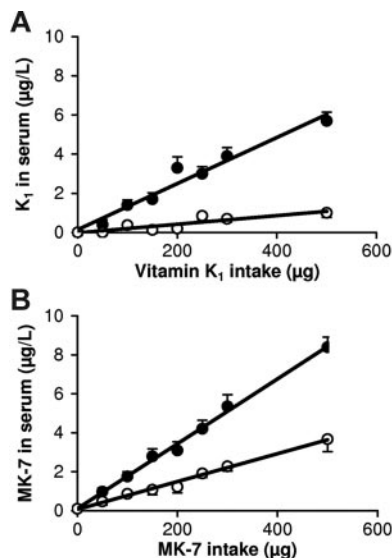 A
10
8
6
4
2
0
K₁ in serum (µg/L)
0 200 400 600
Vitamin K₁ intake (µg)
B
10
8
6
4
2
0
MK-7 in serum (µg/L)
0 200 400 600
MK-7 intake (µg)